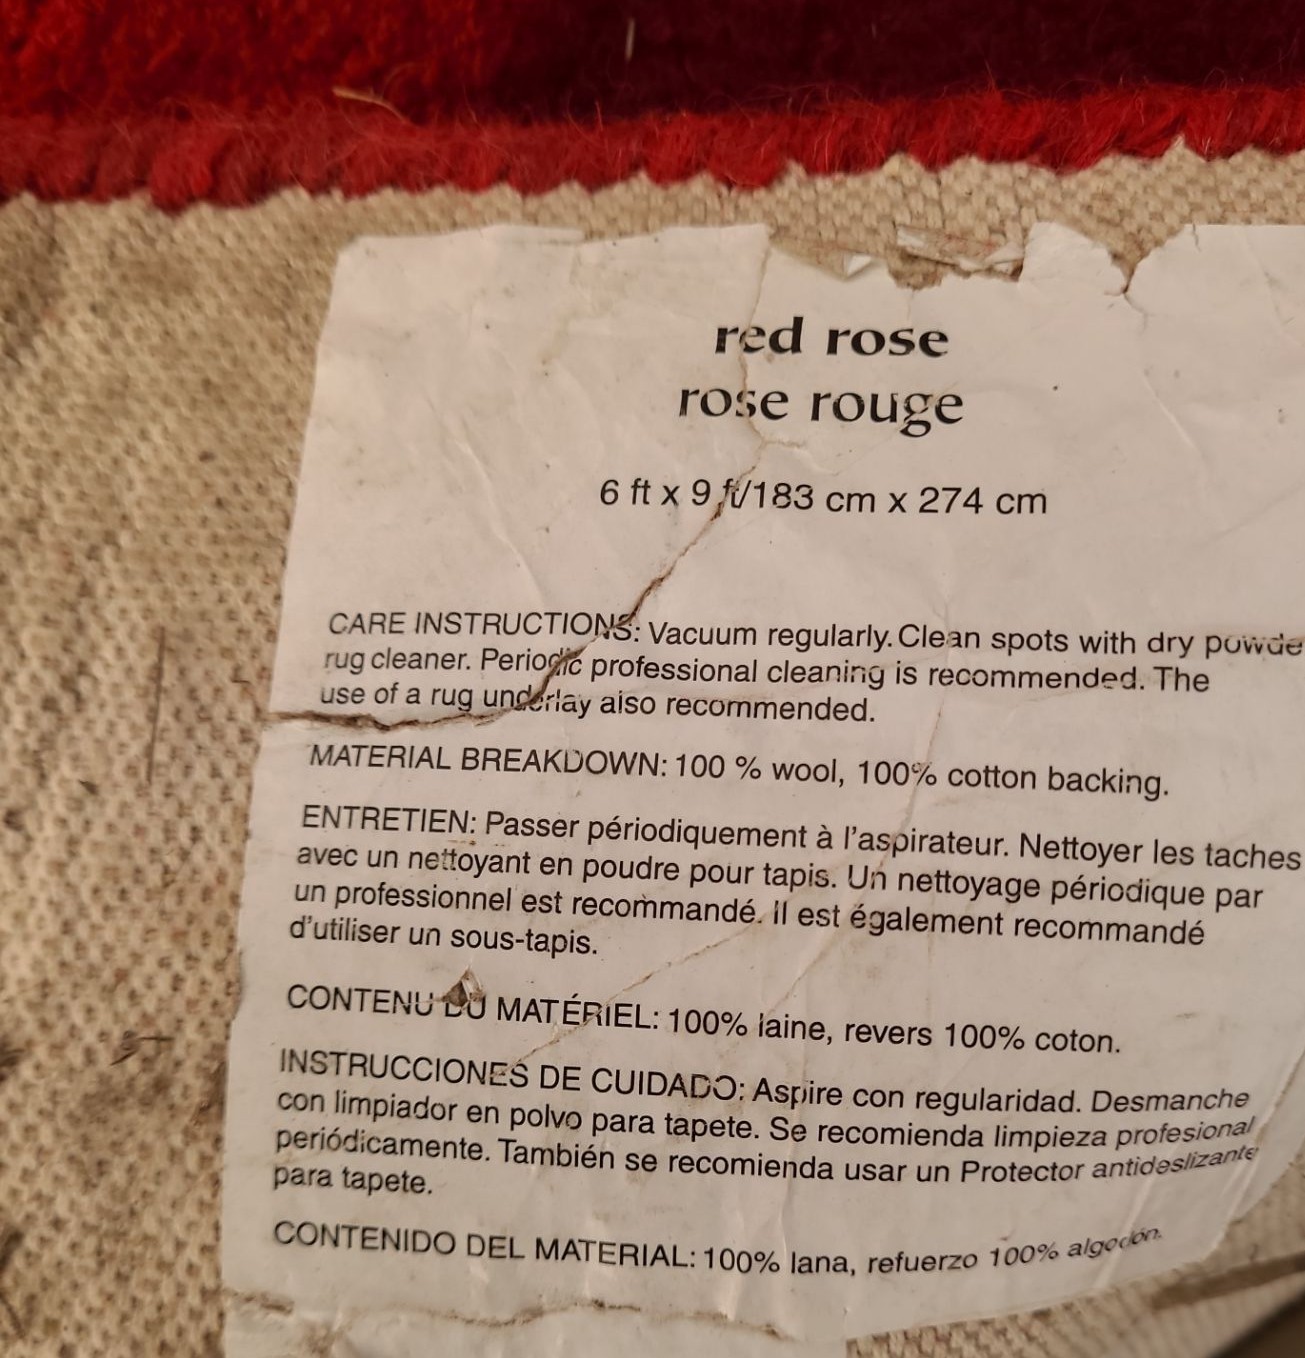 red rose
rose rouge
6 ft x 9 ft/183 cm x 274 cm
CARE INSTRUCTIONS: Vacuum regularly. Clean spots with dry powde
rug cleaner. Periodic professional cleaning is recommended. The
use of a rug underlay also recommended.
MATERIAL BREAKDOWN: 100 % wool, 100% cotton backing.
ENTRETIEN: Passer périodiquement à l'aspirateur. Nettoyer les taches
avec un nettoyant en poudre pour tapis. Un nettoyage périodique par
un professionnel est recommandé. Il est également recommandé
d'utiliser un sous-tapis.
CONTENU DU MATÉRIEL: 100% laine, revers 100% coton.
INSTRUCCIONES DE CUIDADO: Aspire con regularidad. Desmanche
con limpiador en polvo para tapete. Se recomienda limpieza profesional
periódicamente. También se recomienda usar un Protector antideslizante
para tapete.
CONTENIDO DEL MATERIAL: 100% lana, refuerzo 100% algodón.